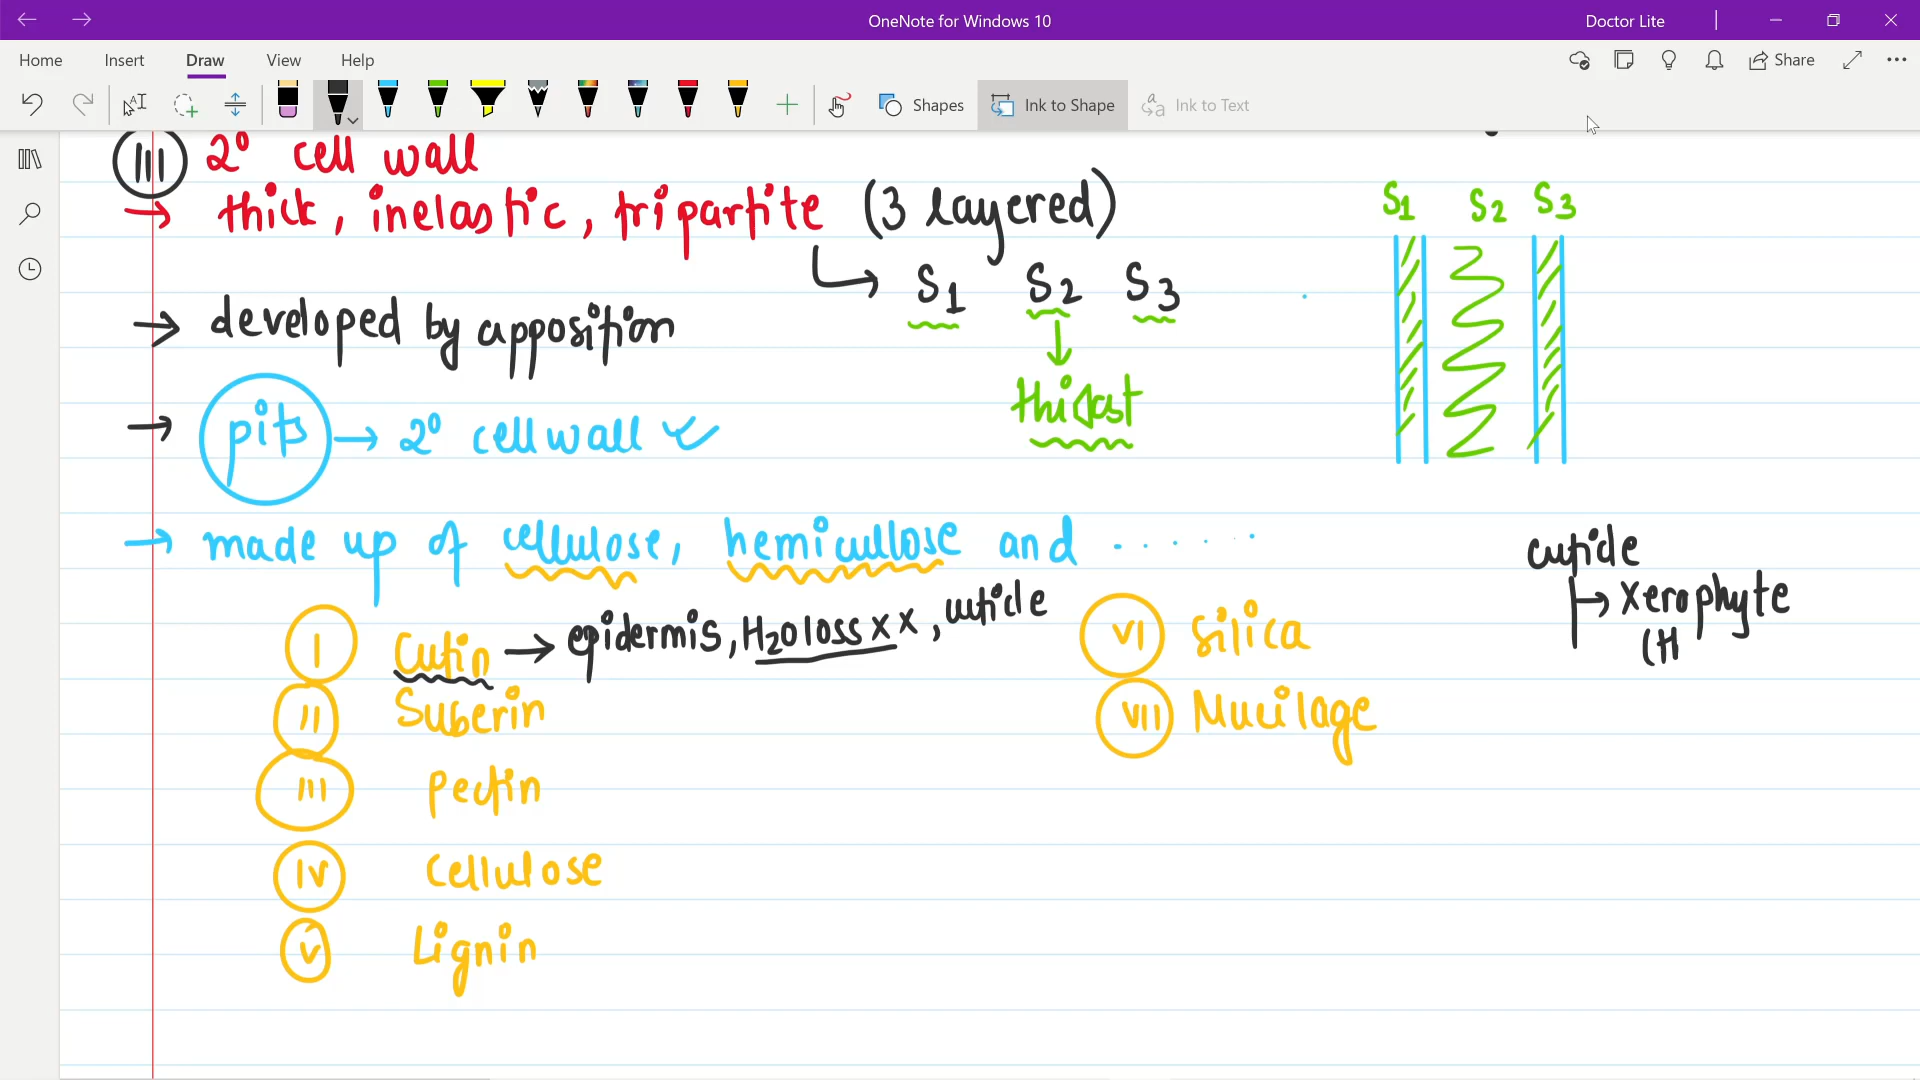 OneNote for Windows 10
Doctor Lite
Home Insert Draw View Help
Share
Shapes Ink to Shape Ink to Text
III 2° cell wall
→ thick, inelastic, tripartite (3 layered)
S1 S2 S3
S1 S2 S3
→ developed by apposition
thickest
→ pits → 2° cell wall
→ made up of cellulose, hemicullose and ......
I Cutin → epidermis, H2O loss x x, cuticle
II Suberin
III Pectin
IV Cellulose
V Lignin
VI Silica
VII Mucilage
cuticle
→ Xerophyte
(H